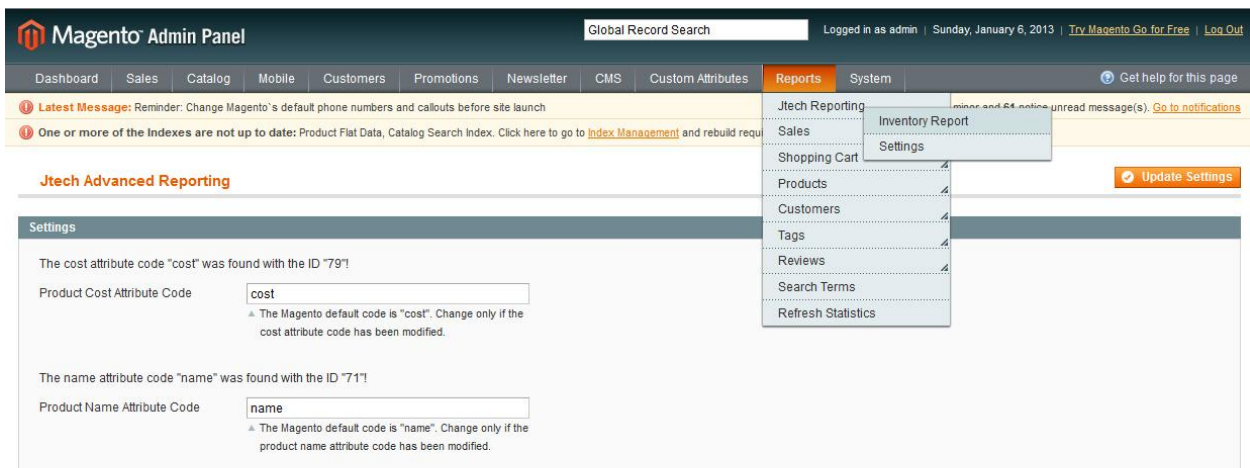 Magento Admin Panel
Global Record Search
Logged in as admin | Sunday, January 6, 2013 | Try Magento Go for Free | Log Out
Dashboard Sales Catalog Mobile Customers Promotions Newsletter CMS Custom Attributes Reports System Get help for this page
Latest Message: Reminder: Change Magento`s default phone numbers and callouts before site launch
minor and 61 notice unread message(s). Go to notifications
One or more of the Indexes are not up to date: Product Flat Data, Catalog Search Index. Click here to go to Index Management and rebuild requi
Jtech Reporting
Inventory Report
Settings
Sales
Shopping Cart
Products
Customers
Tags
Reviews
Search Terms
Refresh Statistics
Jtech Advanced Reporting
Update Settings
Settings
The cost attribute code "cost" was found with the ID "79"!
Product Cost Attribute Code
cost
The Magento default code is "cost". Change only if the
cost attribute code has been modified.
The name attribute code "name" was found with the ID "71"!
Product Name Attribute Code
name
The Magento default code is "name". Change only if the
product name attribute code has been modified.